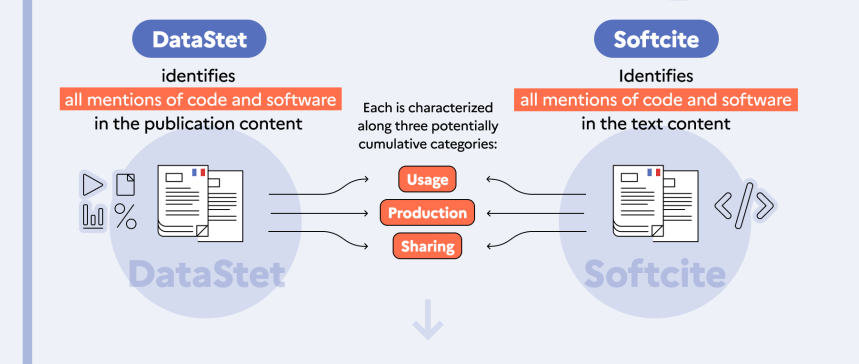 DataStet
identifies
all mentions of code and software
in the publication content
Each is characterized
along three potentially
cumulative categories:
Usage
Production
Sharing
DataStet
Softcite
Identifies
all mentions of code and software
in the text content
Softcite